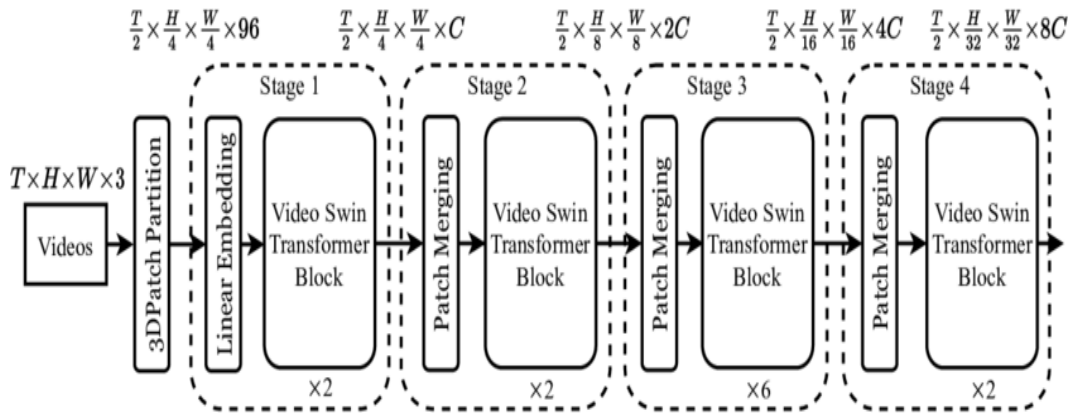 T/2 × H/4 × W/4 × 96
T/2 × H/4 × W/4 × C
T/2 × H/8 × W/8 × 2C
T/2 × H/16 × W/16 × 4C
T/2 × H/32 × W/32 × 8C
T×H×W×3
Videos
3DPatch Partition
Stage 1
Linear Embedding
Video Swin
Transformer
Block
×2
Stage 2
Patch Merging
Video Swin
Transformer
Block
×2
Stage 3
Patch Merging
Video Swin
Transformer
Block
×6
Stage 4
Patch Merging
Video Swin
Transformer
Block
×2